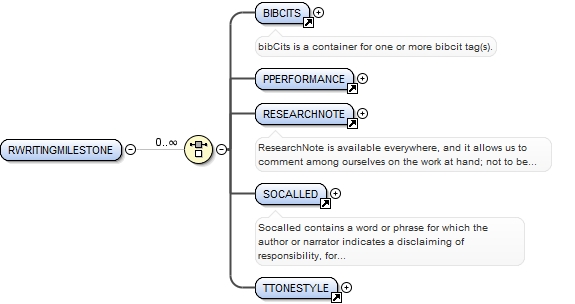 BIBCITS
bibCits is a container for one or more bibcit tag(s).
PPERFORMANCE
RESEARCHNOTE
RWRITINGMILESTONE
0..∞
ResearchNote is available everywhere, and it allows us to
comment among ourselves on the work at hand; not to be...
SOCALLED
Socalled contains a word or phrase for which the
author or narrator indicates a disclaiming of
responsibility, for...
TTONESTYLE